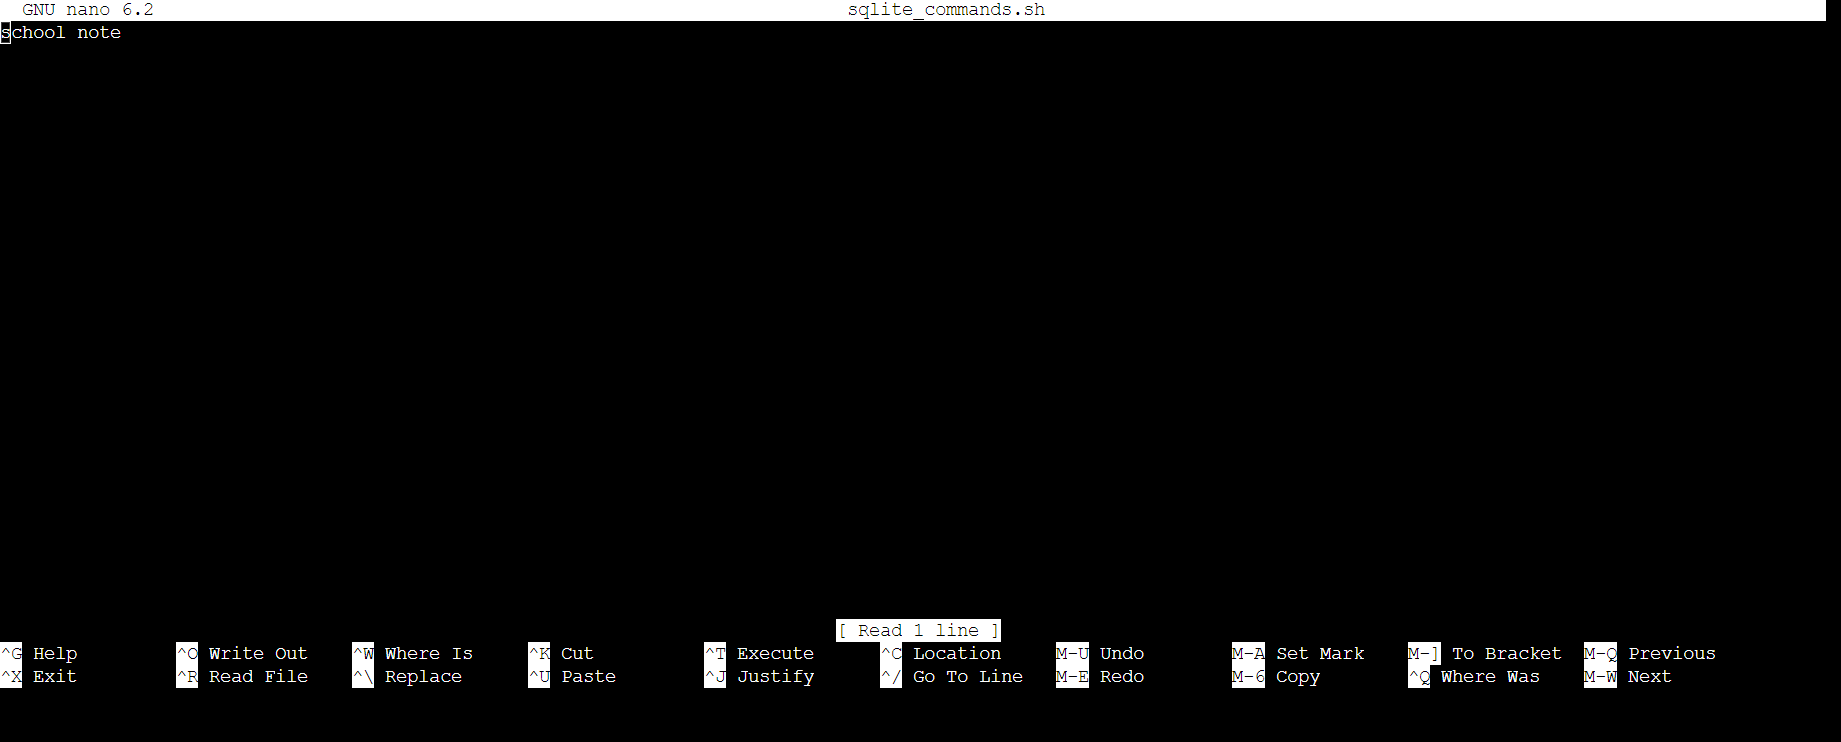 GNU nano 6.2 sqlite_commands.sh
school note
[ Read 1 line ]
^G Help ^O Write Out ^W Where Is ^K Cut ^T Execute ^C Location M-U Undo M-A Set Mark M-] To Bracket M-Q Previous
^X Exit ^R Read File ^\ Replace ^U Paste ^J Justify ^/ Go To Line M-E Redo M-6 Copy ^Q Where Was M-W Next